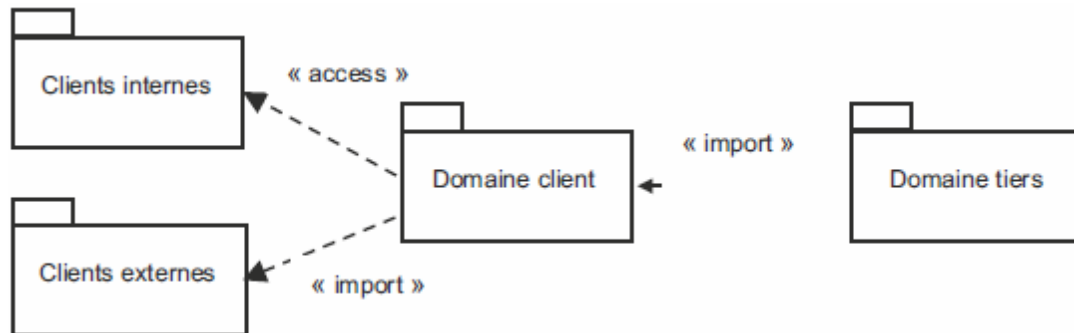 Clients internes
« access »
Domaine client
« import »
Domaine tiers
Clients externes
« import »